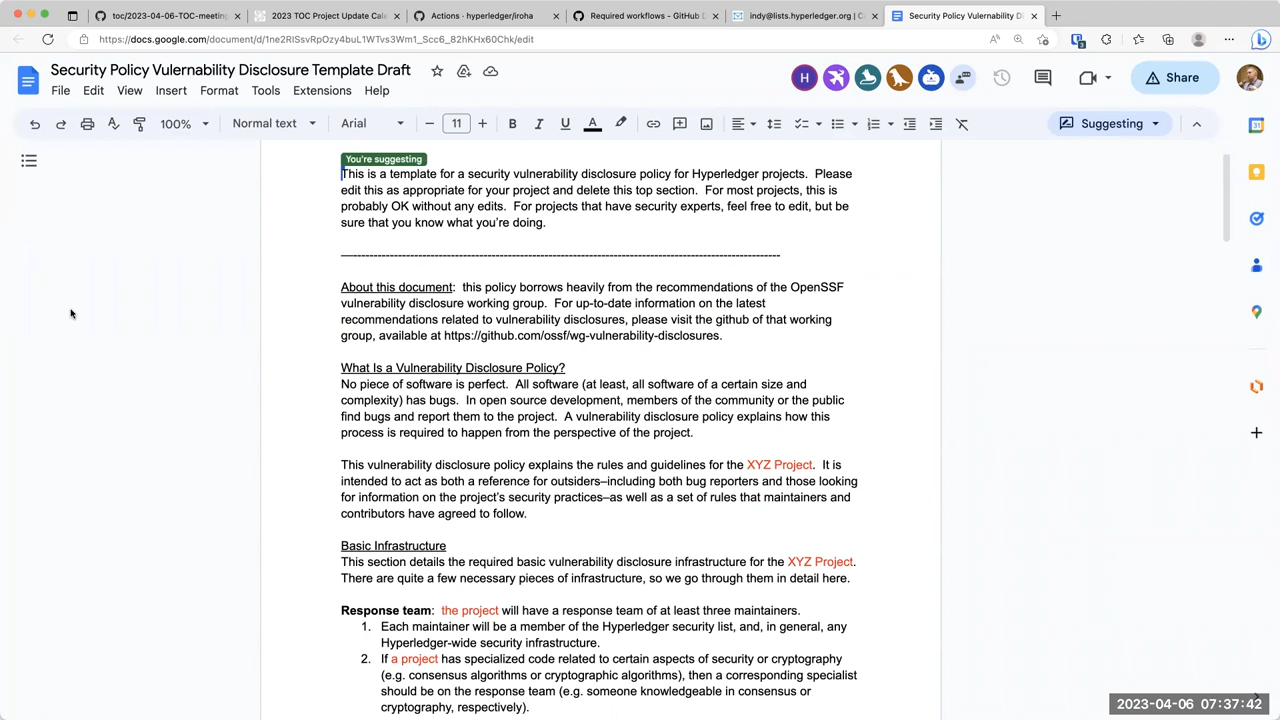 toc/2023-04-06-TOC-meetin
2023 TOC Project Update Cale
Actions · hyperledger/iroha
Required workflows - GitHub D
indy@lists.hyperledger.org | C
Security Policy Vulernability D
https://docs.google.com/document/d/1ne2RISsvRpOzy4buL1WTvs3Wm1_Scc6_82hKHx60Chk/edit
Security Policy Vulernability Disclosure Template Draft
File Edit View Insert Format Tools Extensions Help
H
Share
100% Normal text Arial 11 B I U A Suggesting
You're suggesting
This is a template for a security vulnerability disclosure policy for Hyperledger projects. Please
edit this as appropriate for your project and delete this top section. For most projects, this is
probably OK without any edits. For projects that have security experts, feel free to edit, but be
sure that you know what you're doing.
About this document: this policy borrows heavily from the recommendations of the OpenSSF
vulnerability disclosure working group. For up-to-date information on the latest
recommendations related to vulnerability disclosures, please visit the github of that working
group, available at https://github.com/ossf/wg-vulnerability-disclosures.
What Is a Vulnerability Disclosure Policy?
No piece of software is perfect. All software (at least, all software of a certain size and
complexity) has bugs. In open source development, members of the community or the public
find bugs and report them to the project. A vulnerability disclosure policy explains how this
process is required to happen from the perspective of the project.
This vulnerability disclosure policy explains the rules and guidelines for the XYZ Project. It is
intended to act as both a reference for outsiders–including both bug reporters and those looking
for information on the project's security practices–as well as a set of rules that maintainers and
contributors have agreed to follow.
Basic Infrastructure
This section details the required basic vulnerability disclosure infrastructure for the XYZ Project.
There are quite a few necessary pieces of infrastructure, so we go through them in detail here.
Response team: the project will have a response team of at least three maintainers.
1. Each maintainer will be a member of the Hyperledger security list, and, in general, any
Hyperledger-wide security infrastructure.
2. If a project has specialized code related to certain aspects of security or cryptography
(e.g. consensus algorithms or cryptographic algorithms), then a corresponding specialist
should be on the response team (e.g. someone knowledgeable in consensus or
cryptography, respectively).
2023-04-06 07:37:42